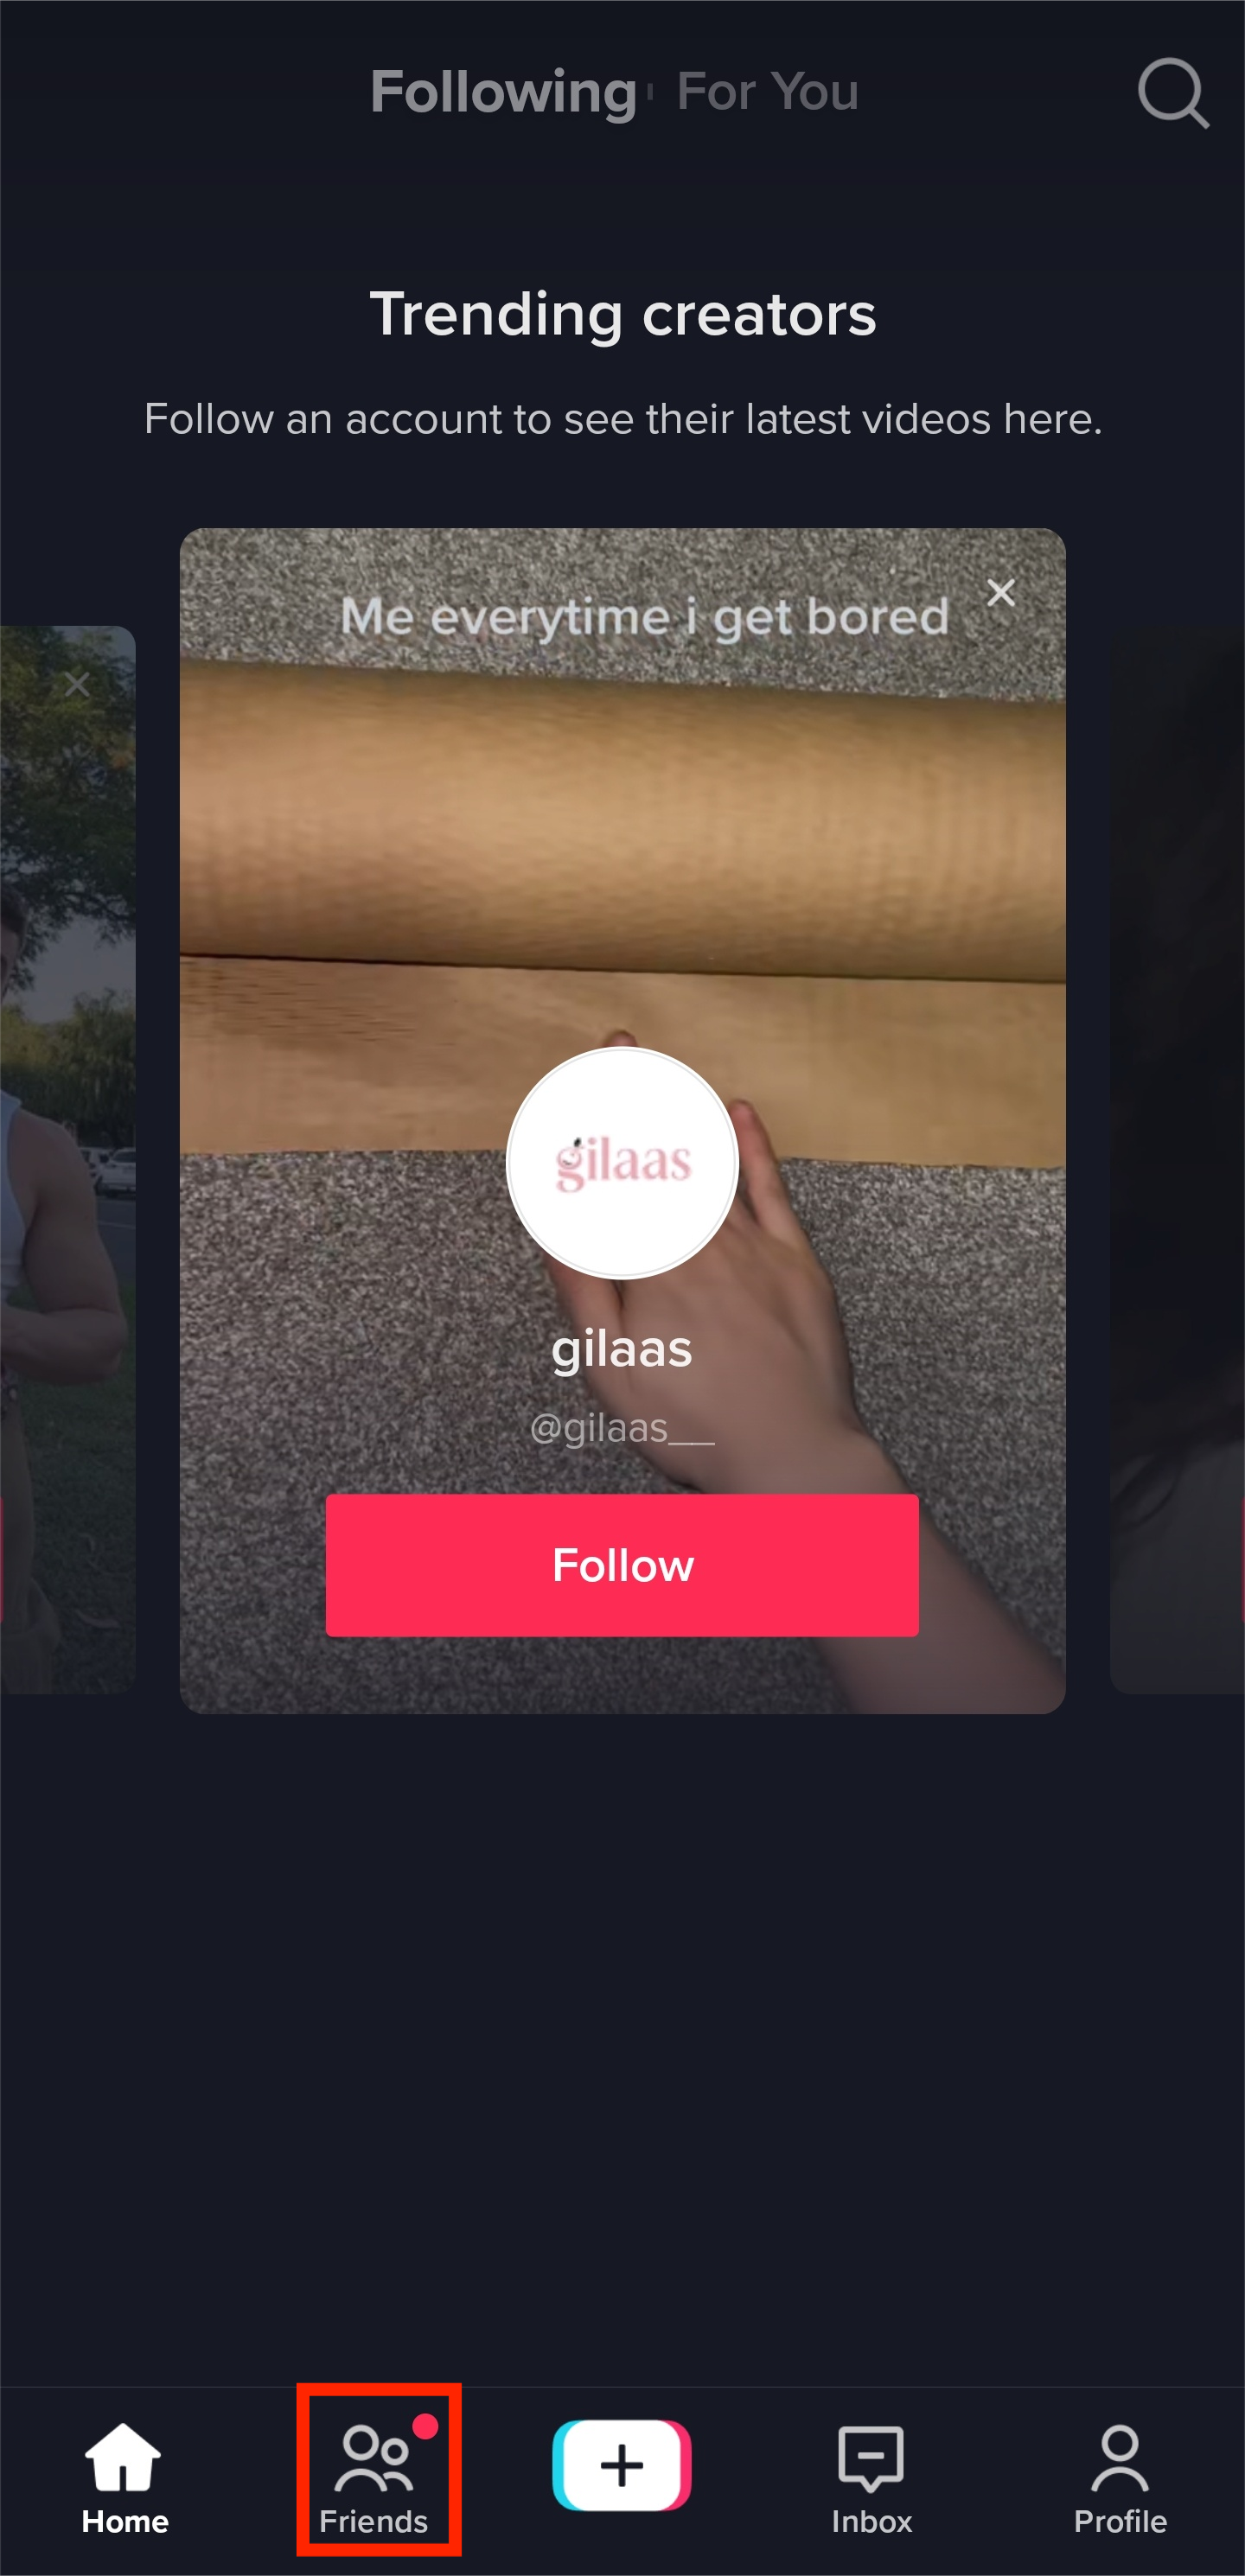 Following
For You
Trending creators
Follow an account to see their latest videos here.
Me everytime i get bored
gilaas
gilaas
@gilaas__
Follow
Home
Friends
Inbox
Profile